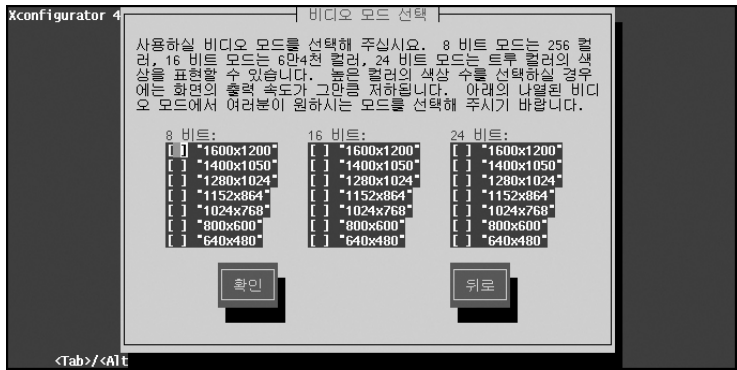 Xconfigurator 4
비디오 모드 선택
사용하실 비디오 모드를 선택해 주십시요. 8 비트 모드는 256 컬
러, 16 비트 모드는 6만4천 컬러, 24 비트 모드는 트루 컬러의 색
상을 표현할 수 있습니다. 높은 컬러의 색상 수를 선택하실 경우
에는 화면의 출력 속도가 그만큼 저하됩니다. 아래의 나열된 비디
오 모드에서 여러분이 원하시는 모드를 선택해 주시기 바랍니다.
8 비트: 16 비트: 24 비트:
[ ] "1600x1200" [ ] "1600x1200" [ ] "1600x1200"
[ ] "1400x1050" [ ] "1400x1050" [ ] "1400x1050"
[ ] "1280x1024" [ ] "1280x1024" [ ] "1280x1024"
[ ] "1152x864" [ ] "1152x864" [ ] "1152x864"
[ ] "1024x768" [ ] "1024x768" [ ] "1024x768"
[ ] "800x600" [ ] "800x600" [ ] "800x600"
[ ] "640x480" [ ] "640x480" [ ] "640x480"
확인 뒤로
<Tab>/<Alt